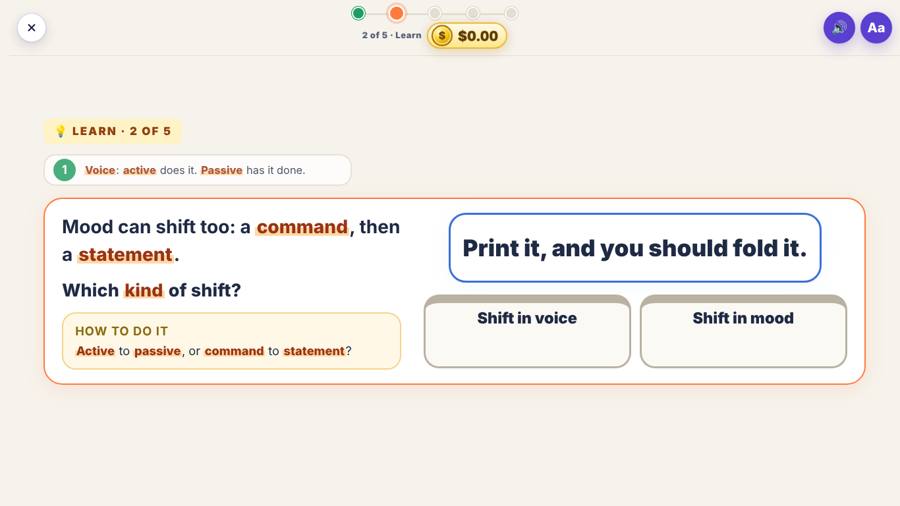 ✕
2 of 5 · Learn
$ $0.00
Aa
LEARN · 2 OF 5
1 Voice: active does it. Passive has it done.
Mood can shift too: a command, then
a statement.
Which kind of shift?
HOW TO DO IT
Active to passive, or command to statement?
Print it, and you should fold it.
Shift in voice
Shift in mood